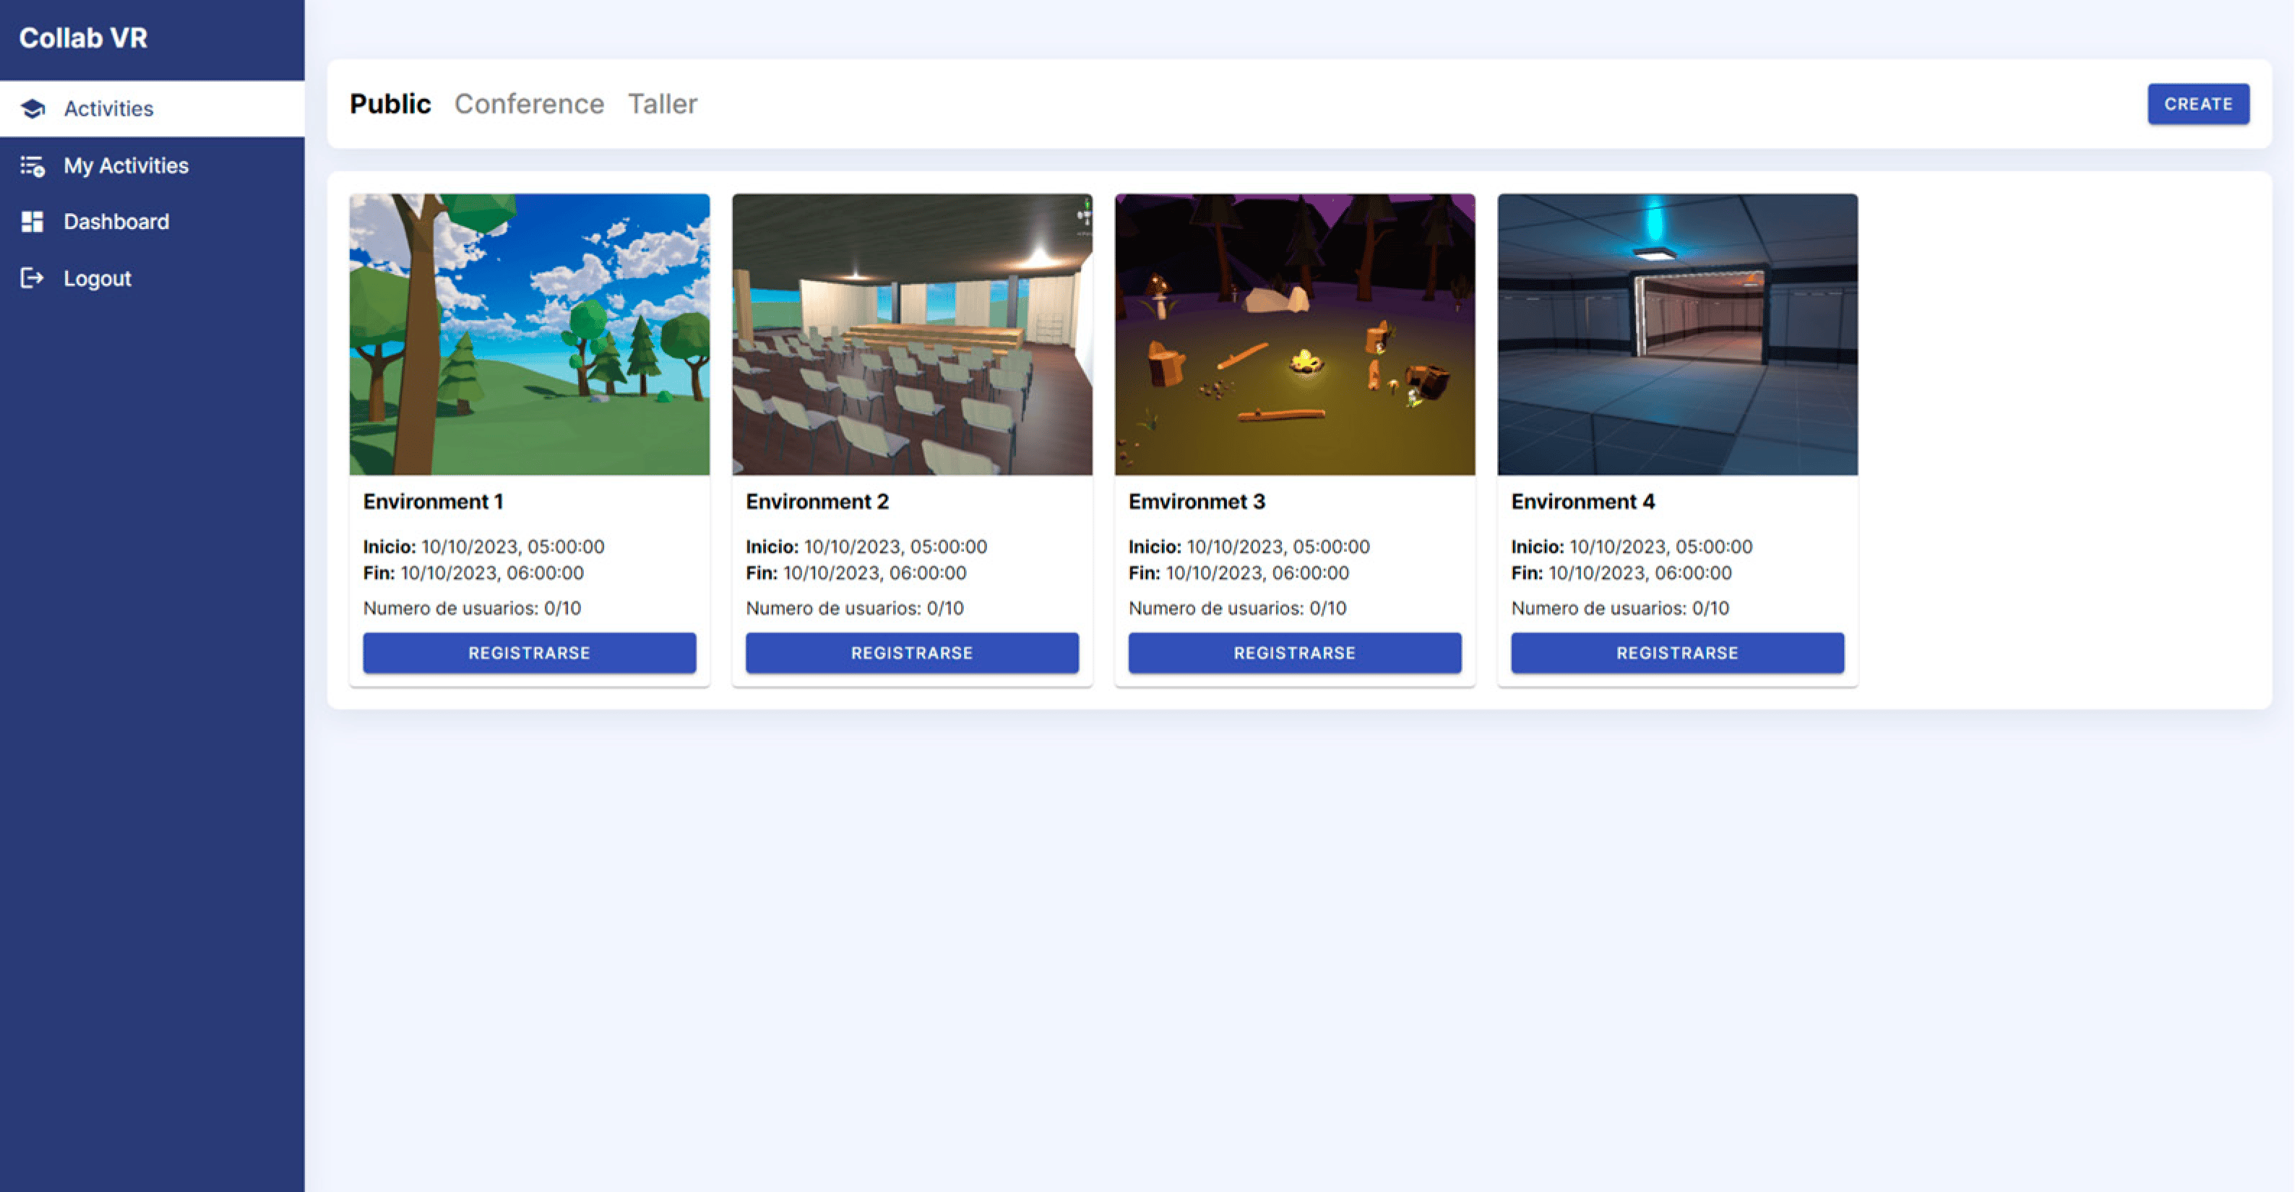 Collab VR
Activities
My Activities
Dashboard
Logout
Public Conference Taller
CREATE
Environment 1
Inicio: 10/10/2023, 05:00:00
Fin: 10/10/2023, 06:00:00
Numero de usuarios: 0/10
REGISTRARSE
Environment 2
Inicio: 10/10/2023, 05:00:00
Fin: 10/10/2023, 06:00:00
Numero de usuarios: 0/10
REGISTRARSE
Emvironmet 3
Inicio: 10/10/2023, 05:00:00
Fin: 10/10/2023, 06:00:00
Numero de usuarios: 0/10
REGISTRARSE
Environment 4
Inicio: 10/10/2023, 05:00:00
Fin: 10/10/2023, 06:00:00
Numero de usuarios: 0/10
REGISTRARSE